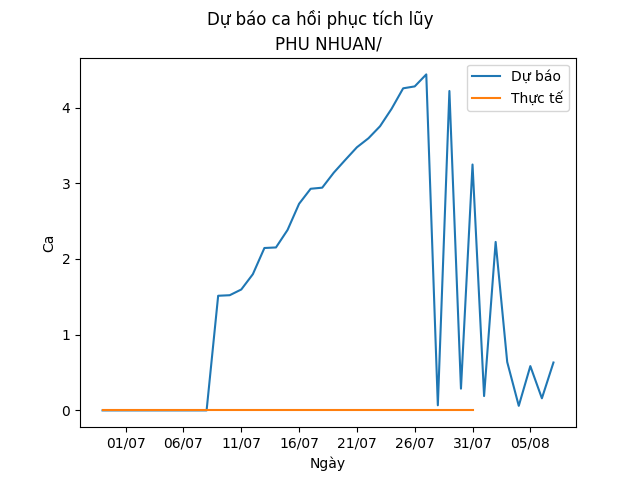 Dự báo ca hồi phục tích lũy
PHU NHUAN/
Dự báo
Thực tế
Ca
4
3
2
1
0
01/07 06/07 11/07 16/07 21/07 26/07 31/07 05/08
Ngày